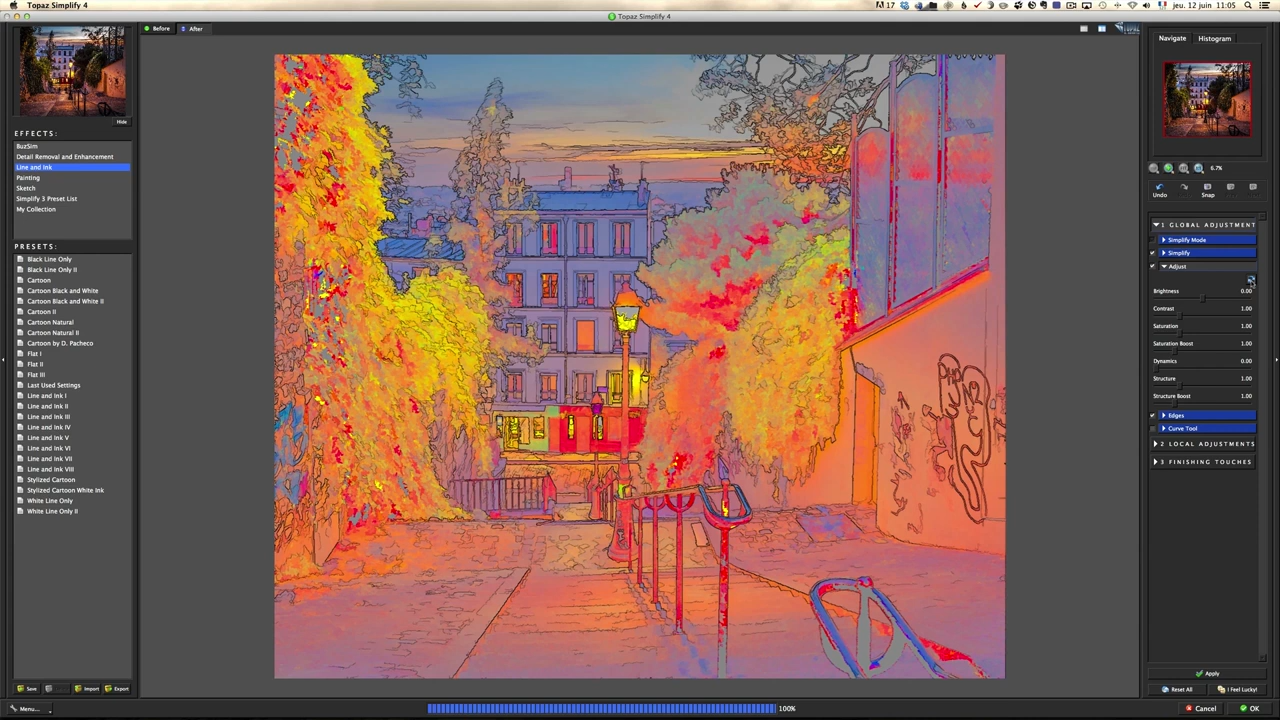 Topaz Simplify 4
17
jeu. 12 juin 11:05
Topaz Simplify 4
Before
After
Navigate
Histogram
Hide
EFFECTS:
BuzSim
Detail Removal and Enhancement
Line and Ink
Painting
Sketch
Simplify 3 Preset List
My Collection
6.7%
Undo
Snap
1 GLOBAL ADJUSTMENT
Simplify Mode
Simplify
Adjust
Brightness 0.00
Contrast 1.00
Saturation 1.00
Saturation Boost 1.00
Dynamics 0.00
Structure 1.00
Structure Boost 1.00
Edges
Curve Tool
2 LOCAL ADJUSTMENTS
3 FINISHING TOUCHES
PRESETS:
Black Line Only
Black Line Only II
Cartoon
Cartoon Black and White
Cartoon Black and White II
Cartoon II
Cartoon Natural
Cartoon Natural II
Cartoon by D. Pacheco
Flat I
Flat II
Flat III
Last Used Settings
Line and Ink I
Line and Ink II
Line and Ink III
Line and Ink IV
Line and Ink V
Line and Ink VI
Line and Ink VII
Line and Ink VIII
Stylized Cartoon
Stylized Cartoon White Ink
White Line Only
White Line Only II
Apply
Save
Import
Export
Reset All
I Feel Lucky!
Menu...
100%
Cancel
OK